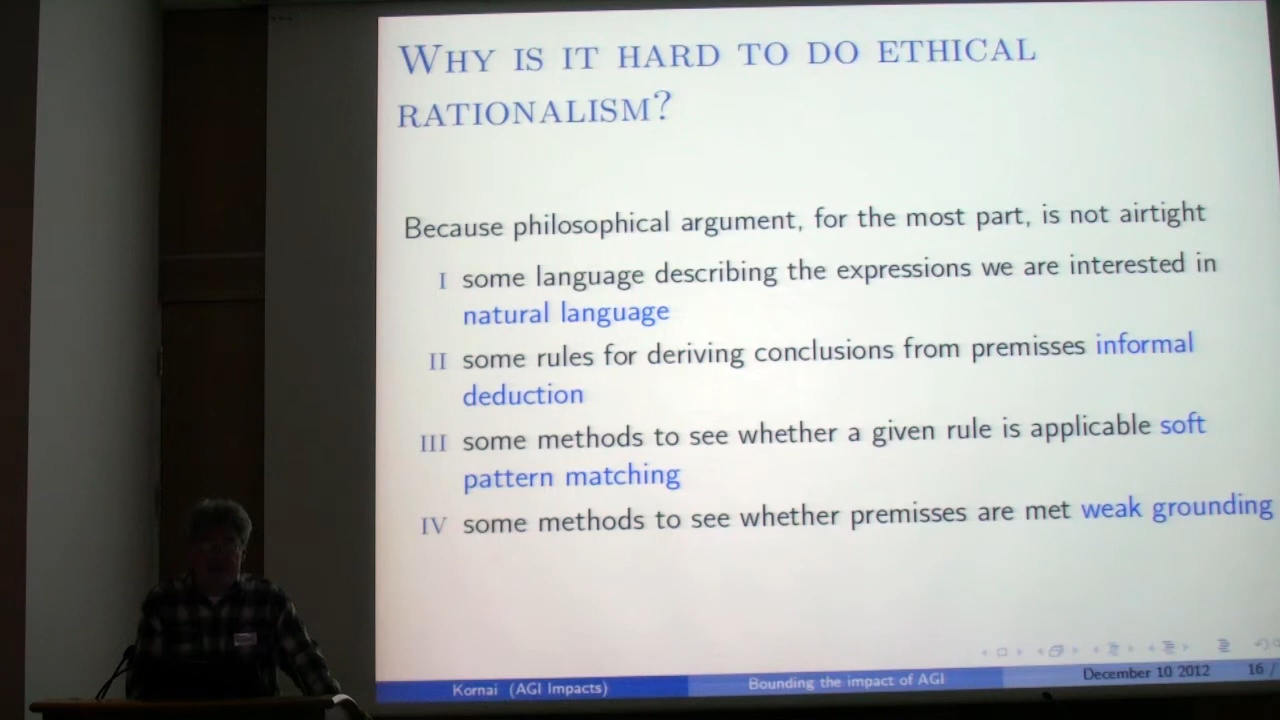 WHY IS IT HARD TO DO ETHICAL
RATIONALISM?
Because philosophical argument, for the most part, is not airtight
I some language describing the expressions we are interested in
natural language
II some rules for deriving conclusions from premisses informal
deduction
III some methods to see whether a given rule is applicable soft
pattern matching
IV some methods to see whether premisses are met weak grounding
Kornai (AGI Impacts) Bounding the impact of AGI December 10 2012 16 /